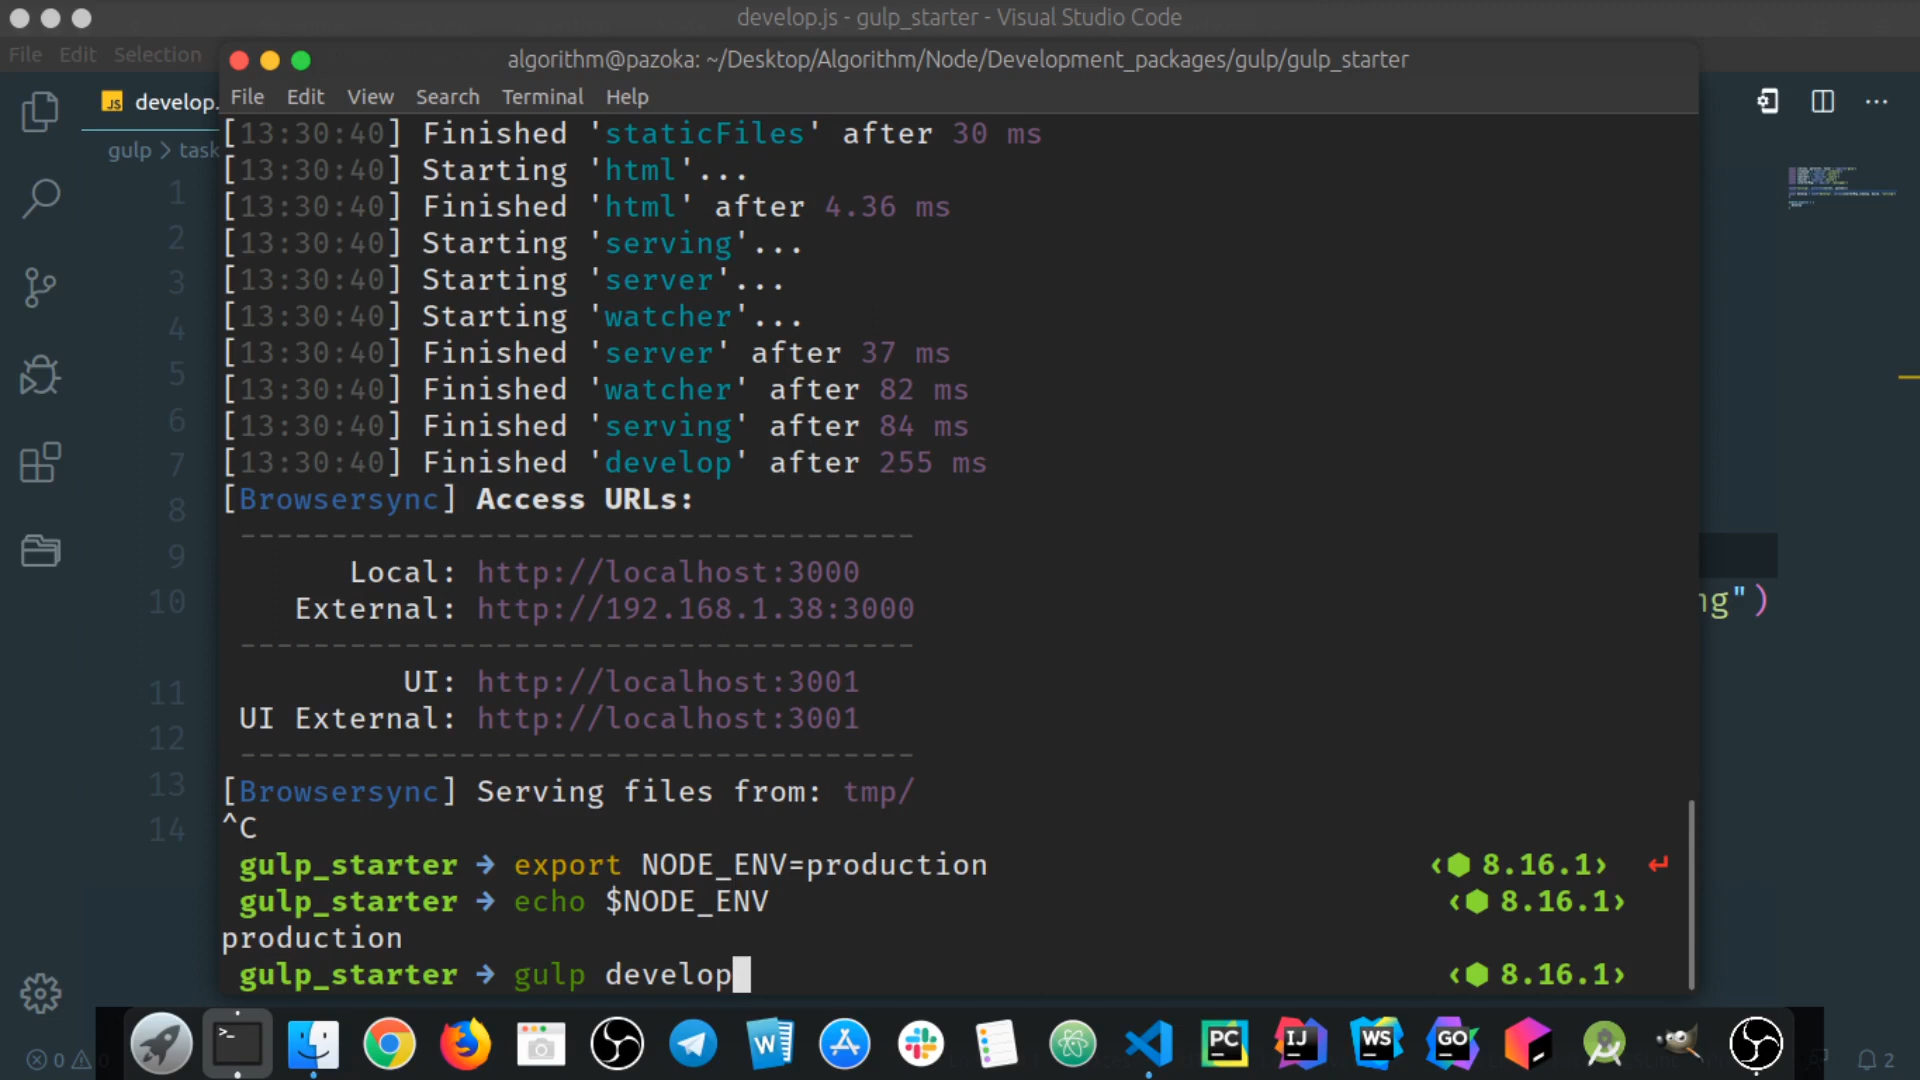 develop.js - gulp_starter - Visual Studio Code
File Edit Selection
algorithm@pazoka: ~/Desktop/Algorithm/Node/Development_packages/gulp/gulp_starter
File Edit View Search Terminal Help
JS develop.
gulp > task
1
2
3
4
5
6
7
8
9
10
11
12
13
14
[13:30:40] Finished 'staticFiles' after 30 ms
[13:30:40] Starting 'html'...
[13:30:40] Finished 'html' after 4.36 ms
[13:30:40] Starting 'serving'...
[13:30:40] Starting 'server'...
[13:30:40] Starting 'watcher'...
[13:30:40] Finished 'server' after 37 ms
[13:30:40] Finished 'watcher' after 82 ms
[13:30:40] Finished 'serving' after 84 ms
[13:30:40] Finished 'develop' after 255 ms
[Browsersync] Access URLs:
--------------------------------------
Local: http://localhost:3000
External: http://192.168.1.38:3000
--------------------------------------
UI: http://localhost:3001
UI External: http://localhost:3001
--------------------------------------
[Browsersync] Serving files from: tmp/
^C
gulp_starter → export NODE_ENV=production ‹⬢ 8.16.1› ↵
gulp_starter → echo $NODE_ENV ‹⬢ 8.16.1›
production
gulp_starter → gulp develop ‹⬢ 8.16.1›
ng")
>_
W
PC
IJ
WS
GO
0
2